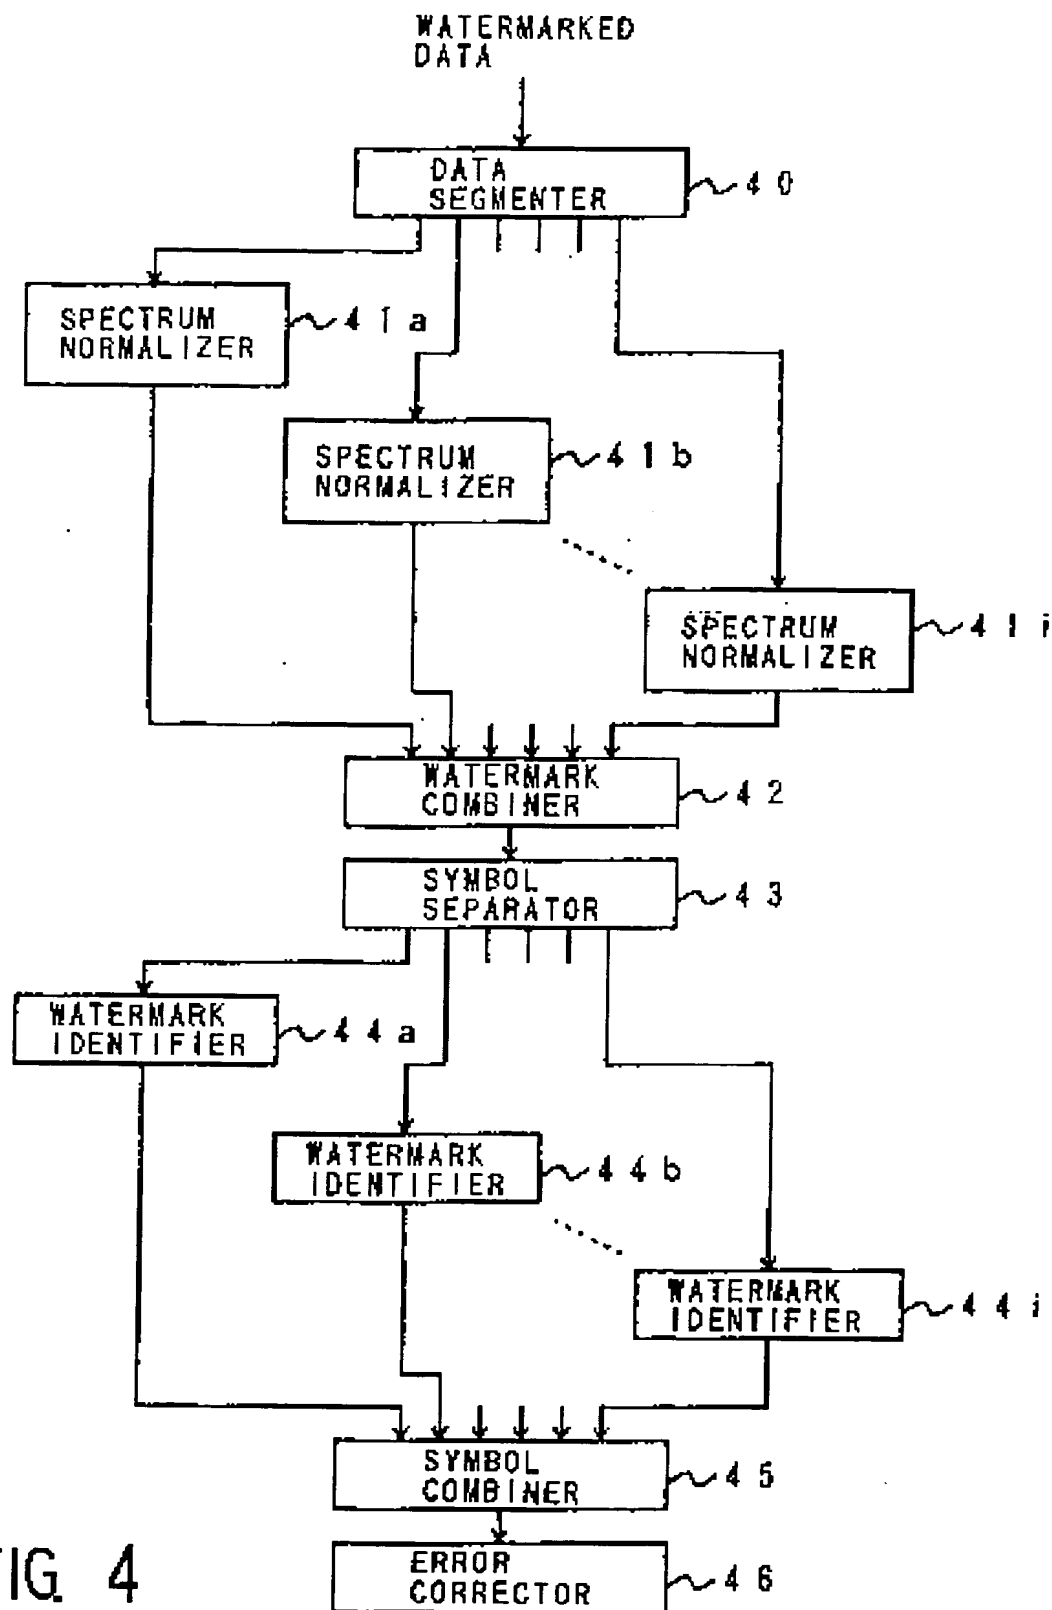 WATERMARKED
DATA
DATA
SEGMENTER
40
SPECTRUM
NORMALIZER
41a
SPECTRUM
NORMALIZER
41b
SPECTRUM
NORMALIZER
41i
WATERMARK
COMBINER
42
SYMBOL
SEPARATOR
43
WATERMARK
IDENTIFIER
44a
WATERMARK
IDENTIFIER
44b
WATERMARK
IDENTIFIER
44i
SYMBOL
COMBINER
45
ERROR
CORRECTOR
46
IG. 4